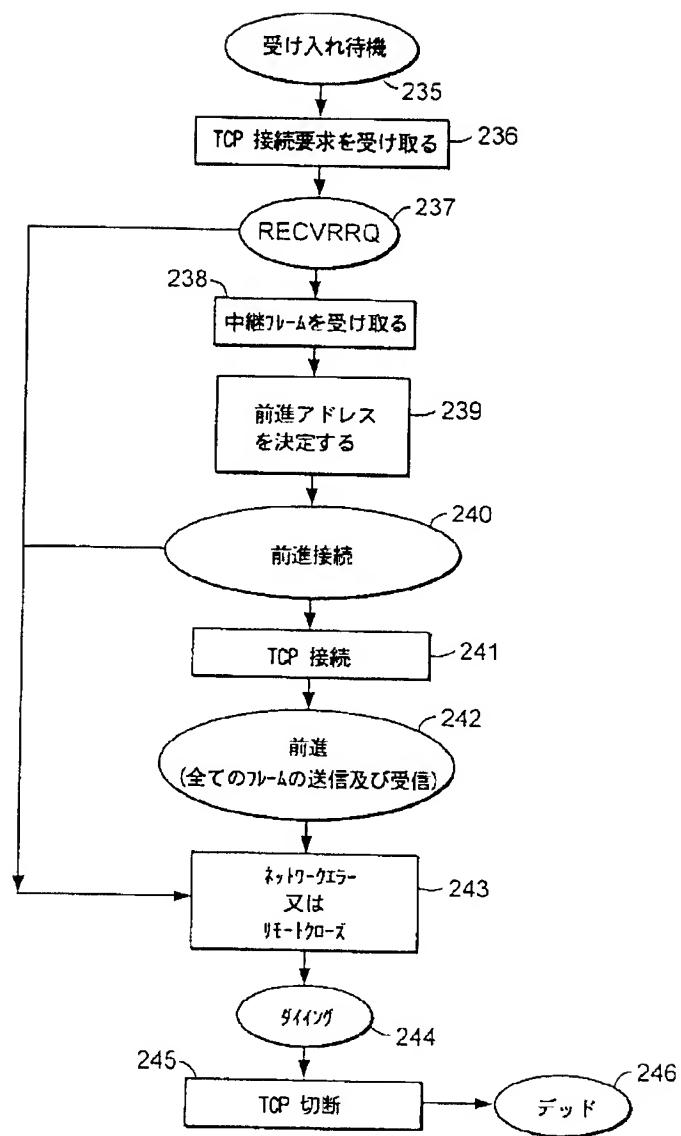 受け入れ待機
235
TCP 接続要求を受け取る
236
237
RECVRRQ
238
中継フレームを受け取る
前進アドレス
を決定する
239
240
前進接続
TCP 接続
241
242
前進
(全てのフレームの送信及び受信)
ネットワークエラー
又は
リモートクローズ
243
ダイイング
244
245
TCP 切断
246
デッド